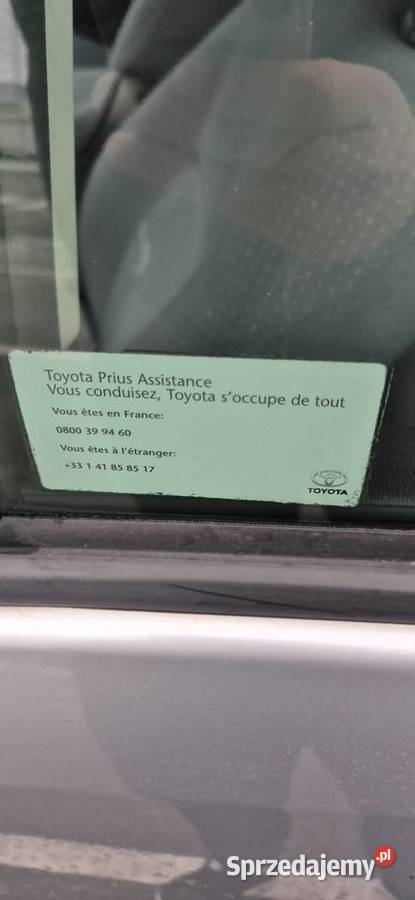 Toyota Prius Assistance
Vous conduisez, Toyota s'occupe de tout
Vous êtes en France:
0800 39 94 60
Vous êtes à l'étranger:
+33 1 41 85 85 17
TOYOTA
Sprzedajemy.pl